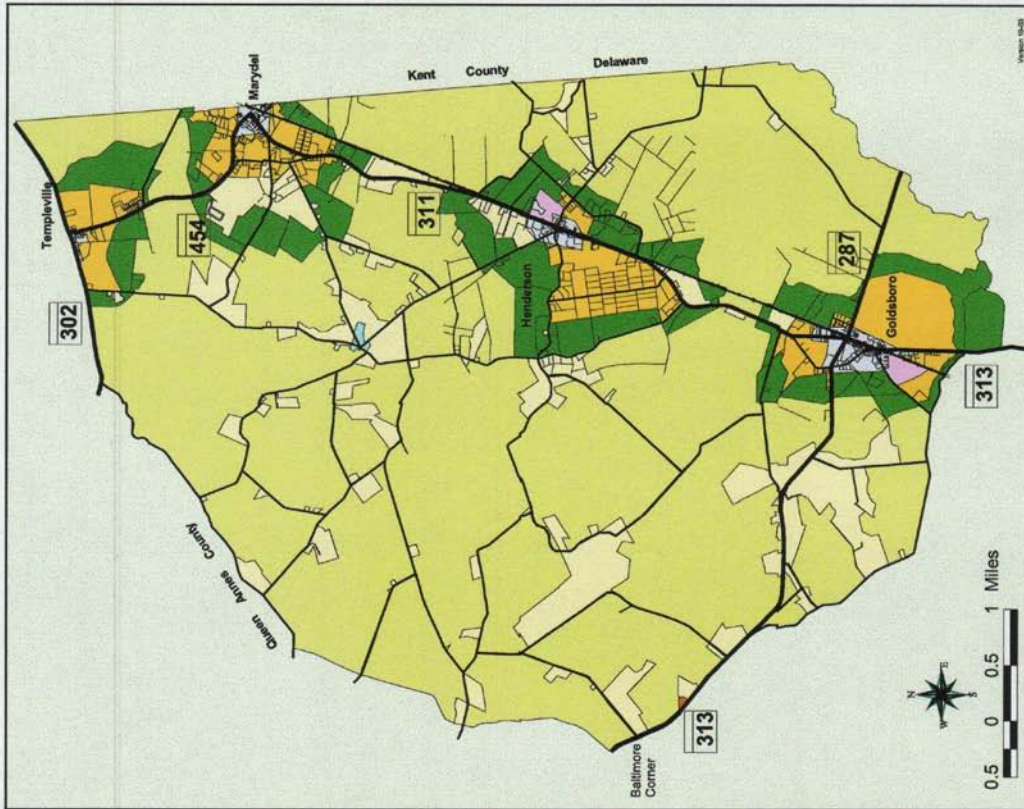 Templeville
302
Marydel
454
Kent County Delaware
311
Queen Annes County
Henderson
287
Goldsboro
313
313
Baltimore
Corner
N
E
S
W
0.5 0 0.5 1 Miles